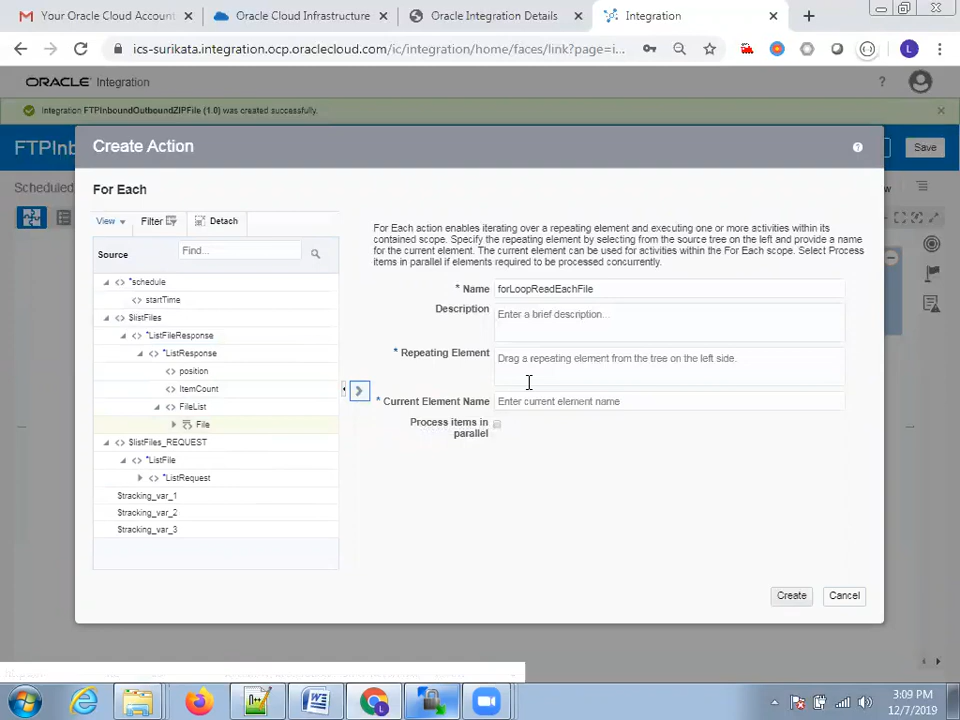 Your Oracle Cloud Account
Oracle Cloud Infrastructure
Oracle Integration Details
Integration
ics-surikata.integration.ocp.oraclecloud.com/ic/integration/home/faces/link?page=i...
L
ORACLE Integration
?
Integration FTPInboundOutboundZIPFile (1.0) was created successfully.
FTPInb
Save
Scheduled
Create Action
?
For Each
View
Filter
Detach
Source
Find...
*schedule
startTime
$listFiles
*ListFileResponse
*ListResponse
position
ItemCount
FileList
File
$listFiles_REQUEST
*ListFile
*ListRequest
$tracking_var_1
$tracking_var_2
$tracking_var_3
For Each action enables iterating over a repeating element and executing one or more activities within its
contained scope. Specify the repeating element by selecting from the source tree on the left and provide a name
for the current element. The current element can be used for activities within the For Each scope. Select Process
items in parallel if elements required to be processed concurrently.
* Name forLoopReadEachFile
Description Enter a brief description...
* Repeating Element Drag a repeating element from the tree on the left side.
* Current Element Name Enter current element name
Process items in
parallel
Create
Cancel
3:09 PM
12/7/2019